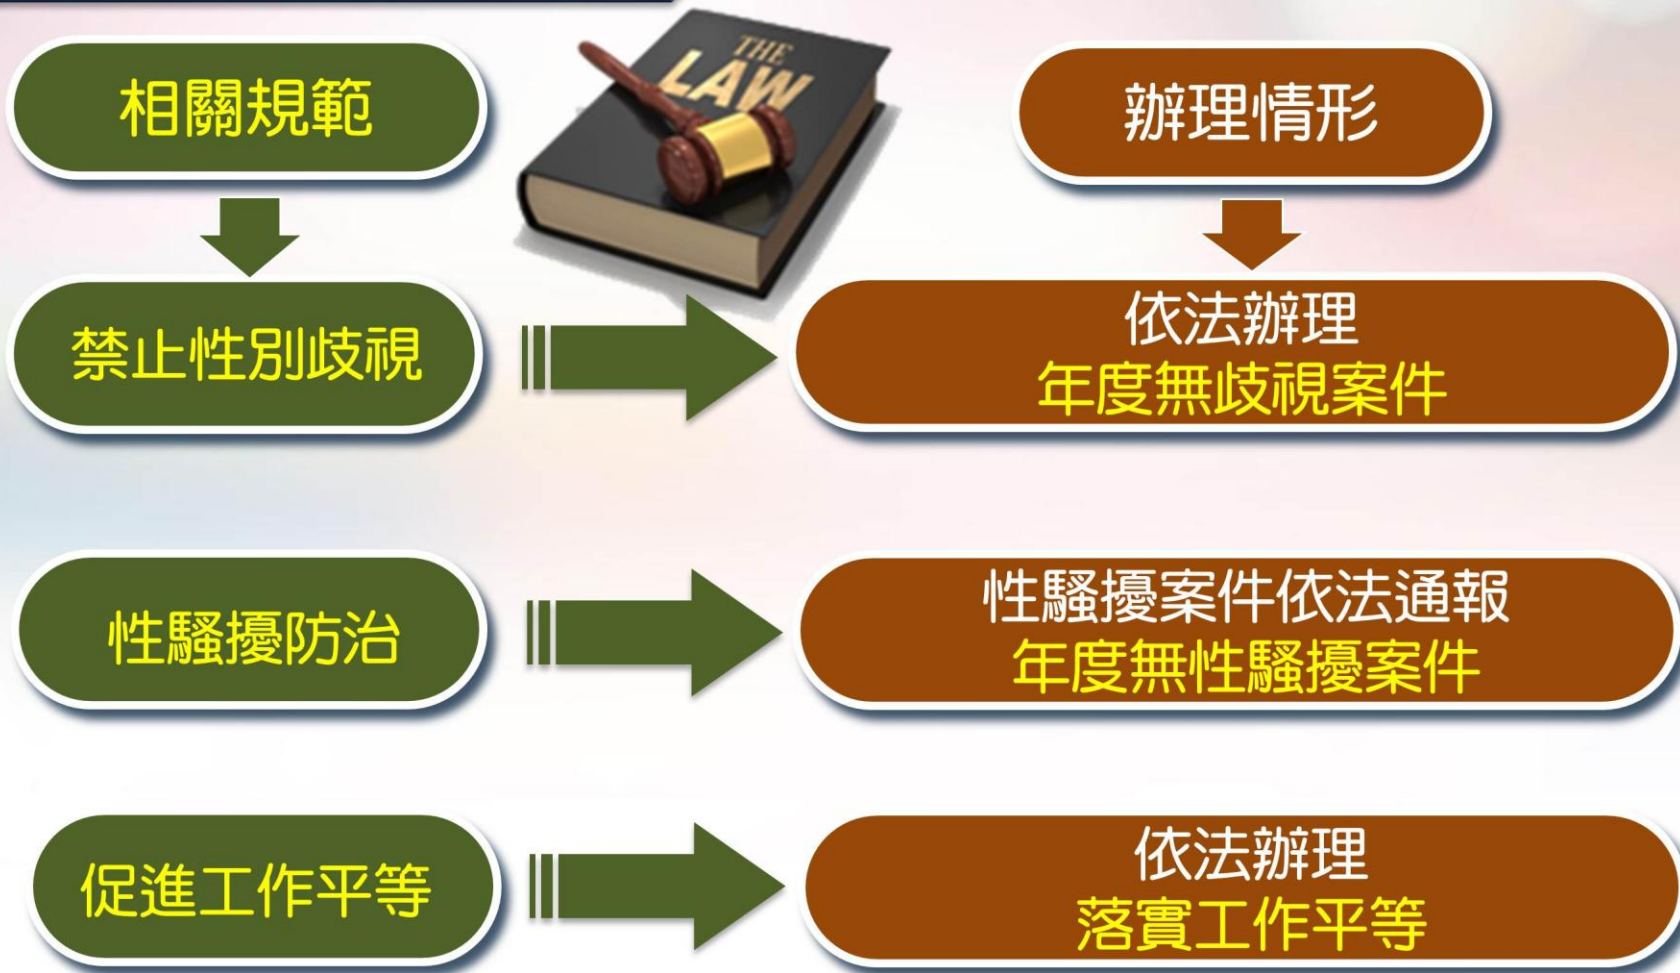 相關規範
THE
LAW
辦理情形
禁止性別歧視
依法辦理
年度無歧視案件
性騷擾防治
性騷擾案件依法通報
年度無性騷擾案件
促進工作平等
依法辦理
落實工作平等